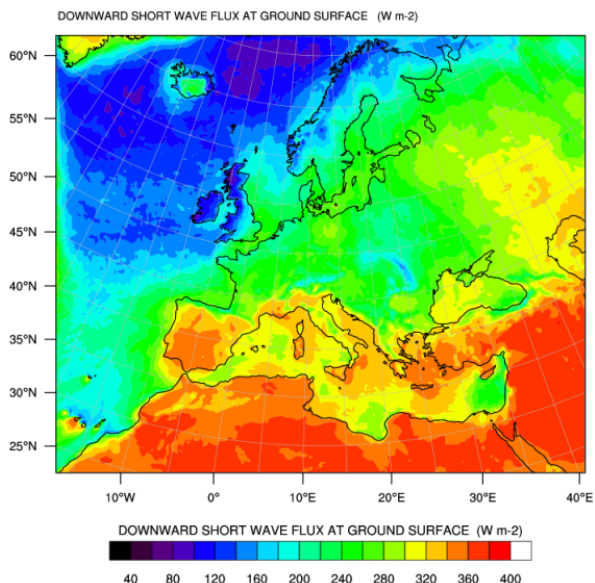 DOWNWARD SHORT WAVE FLUX AT GROUND SURFACE (W m-2)
60°N
55°N
50°N
45°N
40°N
35°N
30°N
25°N
10°W 0° 10°E 20°E 30°E 40°E
DOWNWARD SHORT WAVE FLUX AT GROUND SURFACE (W m-2)
40 80 120 160 200 240 280 320 360 400